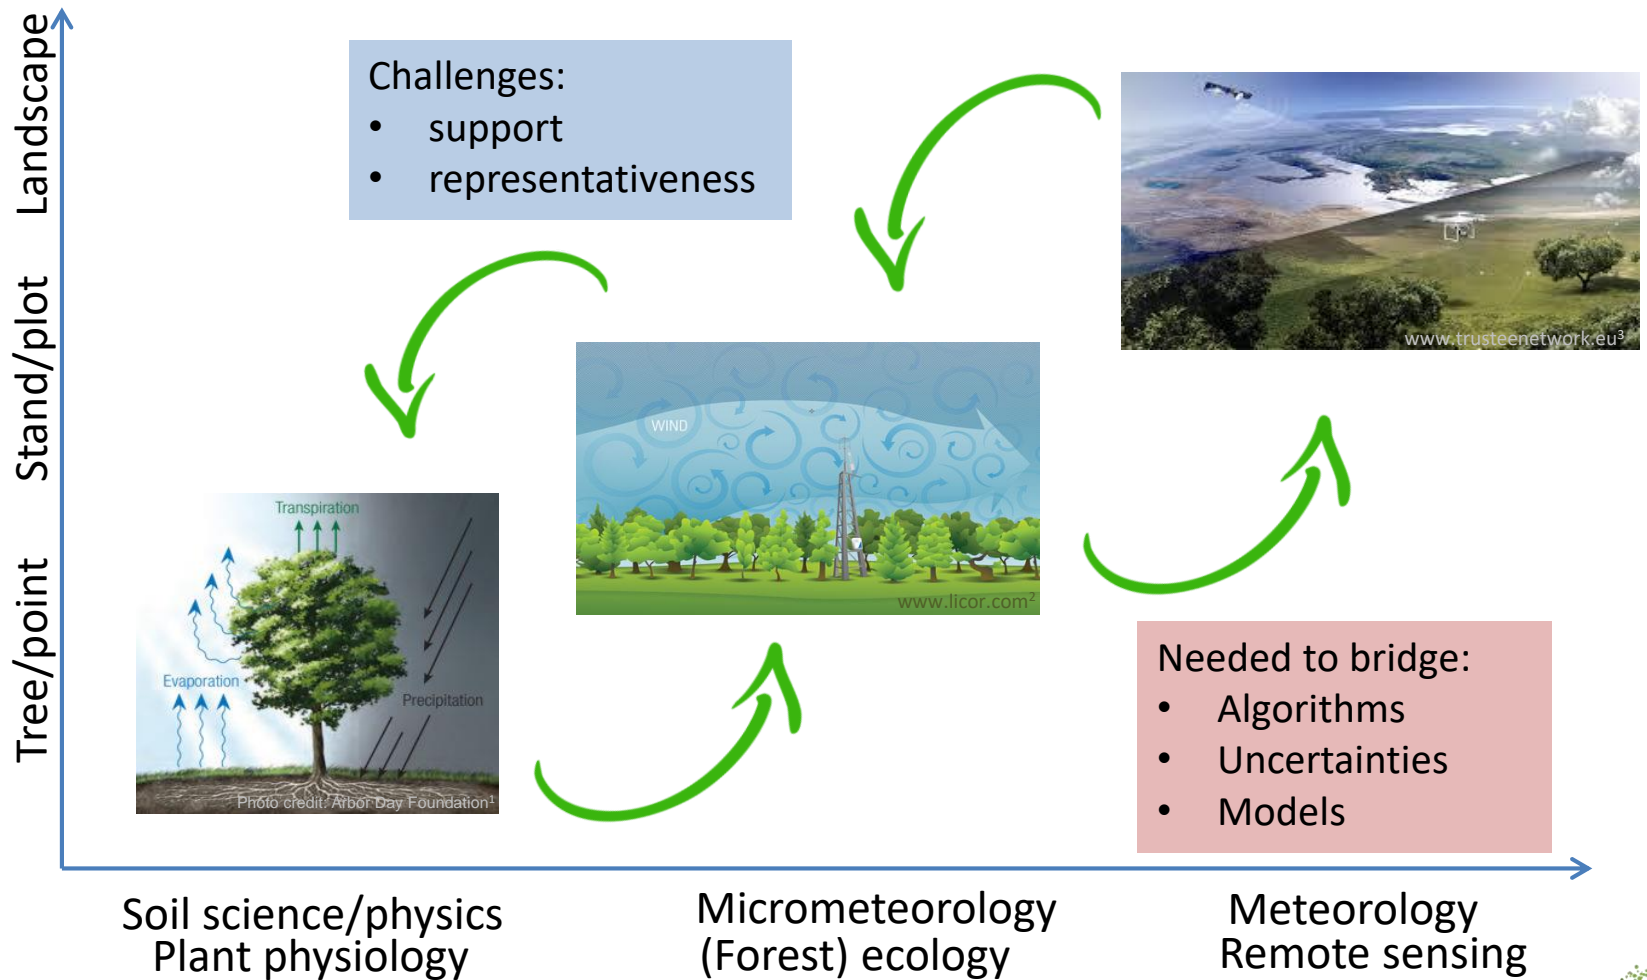 Landscape
Stand/plot
Tree/point
Challenges:
• support
• representativeness
www.trusteenetwork.eu³
WIND
www.licor.com²
Transpiration
Evaporation
Precipitation
Photo credit: Arbor Day Foundation¹
Needed to bridge:
• Algorithms
• Uncertainties
• Models
Soil science/physics
Plant physiology
Micrometeorology
(Forest) ecology
Meteorology
Remote sensing